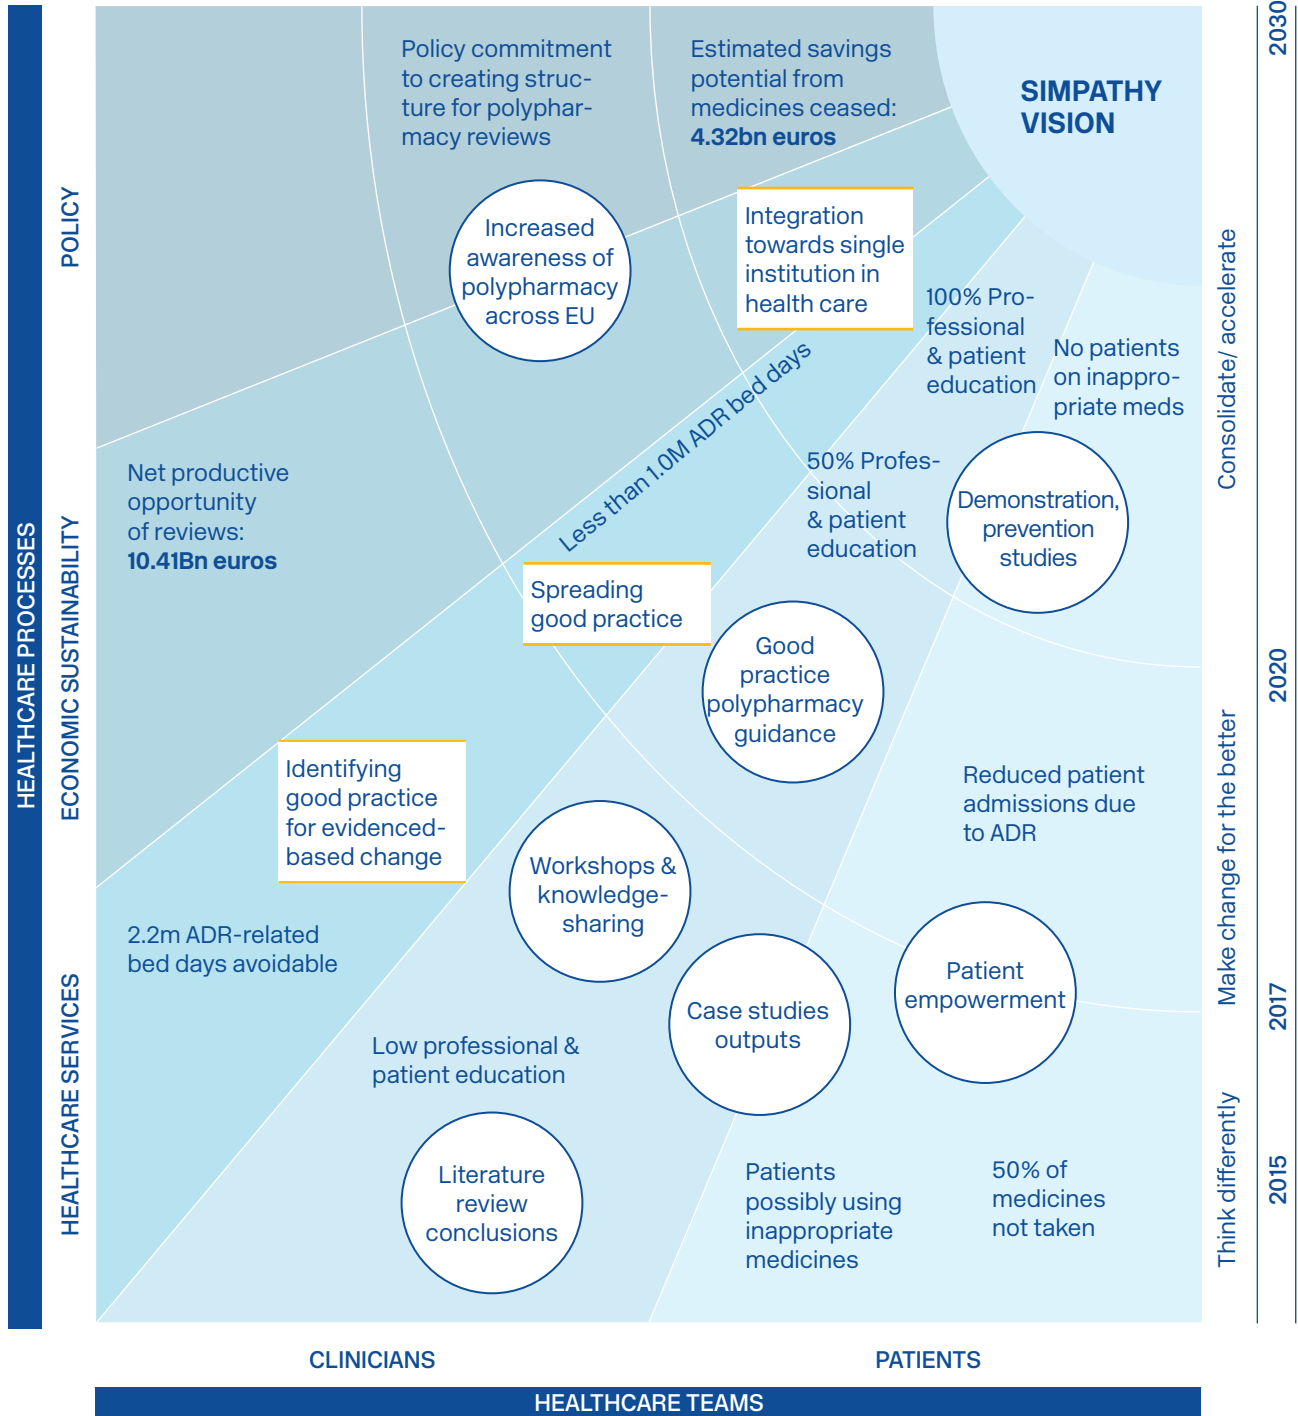 Policy commitment
to creating struc-
ture for polyphar-
macy reviews
Estimated savings
potential from
medicines ceased:
4.32bn euros
SIMPATHY
VISION
Increased
awareness of
polypharmacy
across EU
Integration
towards single
institution in
health care
100% Pro-
fessional
& patient
education
No patients
on inappro-
priate meds
Less than 1.0M ADR bed days
Net productive
opportunity
of reviews:
10.41Bn euros
50% Profes-
sional
& patient
education
Demonstration,
prevention
studies
Spreading
good practice
Good
practice
polypharmacy
guidance
Identifying
good practice
for evidenced-
based change
Reduced patient
admissions due
to ADR
Workshops &
knowledge-
sharing
2.2m ADR-related
bed days avoidable
Case studies
outputs
Patient
empowerment
Low professional &
patient education
Literature
review
conclusions
Patients
possibly using
inappropriate
medicines
50% of
medicines
not taken
HEALTHCARE PROCESSES
POLICY
ECONOMIC SUSTAINABILITY
HEALTHCARE SERVICES
Consolidate/ accelerate
Make change for the better
Think differently
2030
2020
2017
2015
CLINICIANS
PATIENTS
HEALTHCARE TEAMS